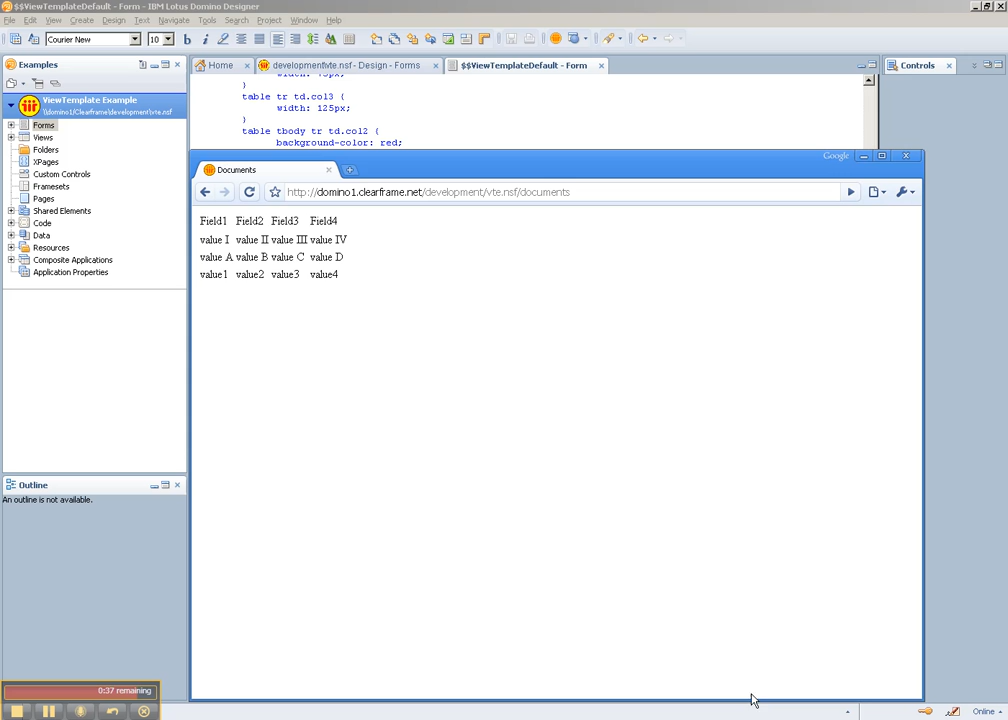 $$ViewTemplateDefault - Form - IBM Lotus Domino Designer
File Edit View Create Design Text Navigate Tools Search Project Window Help
Courier New 10 b i
Examples
Home
development\vte.nsf - Design - Forms
$$ViewTemplateDefault - Form
Controls
ViewTemplate Example
\\domino1/Clearframe\development\vte.nsf
Forms
Views
Folders
XPages
Custom Controls
Framesets
Pages
Shared Elements
Code
Data
Resources
Composite Applications
Application Properties
}
table tr td.col3 {
width: 125px;
}
table tbody tr td.col2 {
background-color: red;
Google
Documents
http://domino1.clearframe.net/development/vte.nsf/documents
Field1 Field2 Field3 Field4
value I value II value III value IV
value A value B value C value D
value1 value2 value3 value4
Outline
An outline is not available.
0:37 remaining
Online